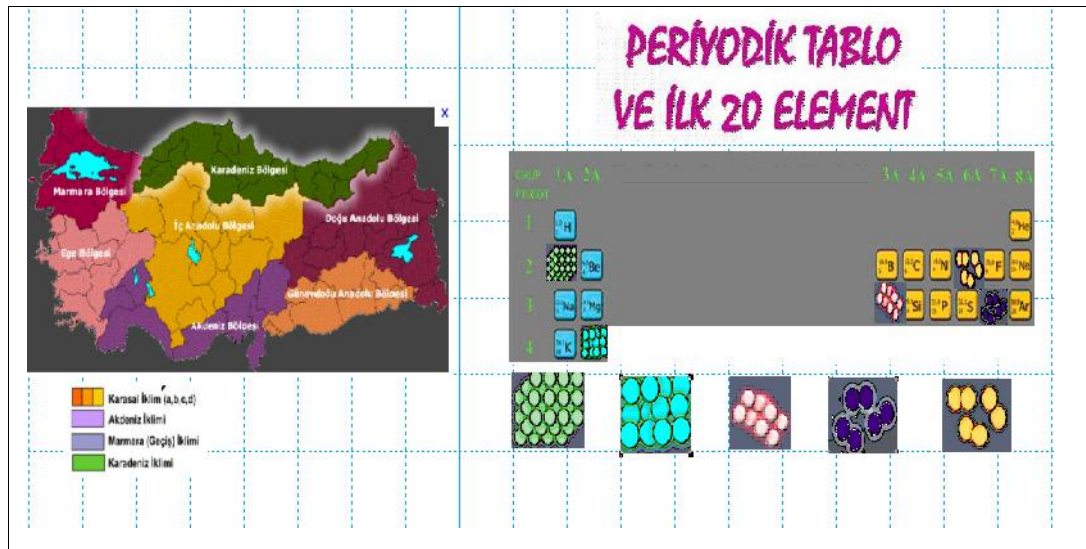 x
Karadeniz Bölgesi
Marmara Bölgesi
Doğu Anadolu Bölgesi
İç Anadolu Bölgesi
Ege Bölgesi
Güneydoğu Anadolu Bölgesi
Akdeniz Bölgesi
Karasal İklim (a,b,c,d)
Akdeniz İklimi
Marmara (Geçiş) İklimi
Karadeniz İklimi
PERİYODİK TABLO
VE İLK 20 ELEMENT
1A 2A 3A 4A 5A 6A 7A 8A
1 H He
2 Be B C N F Ne
3 Na Mg Si P S Ar
4 K